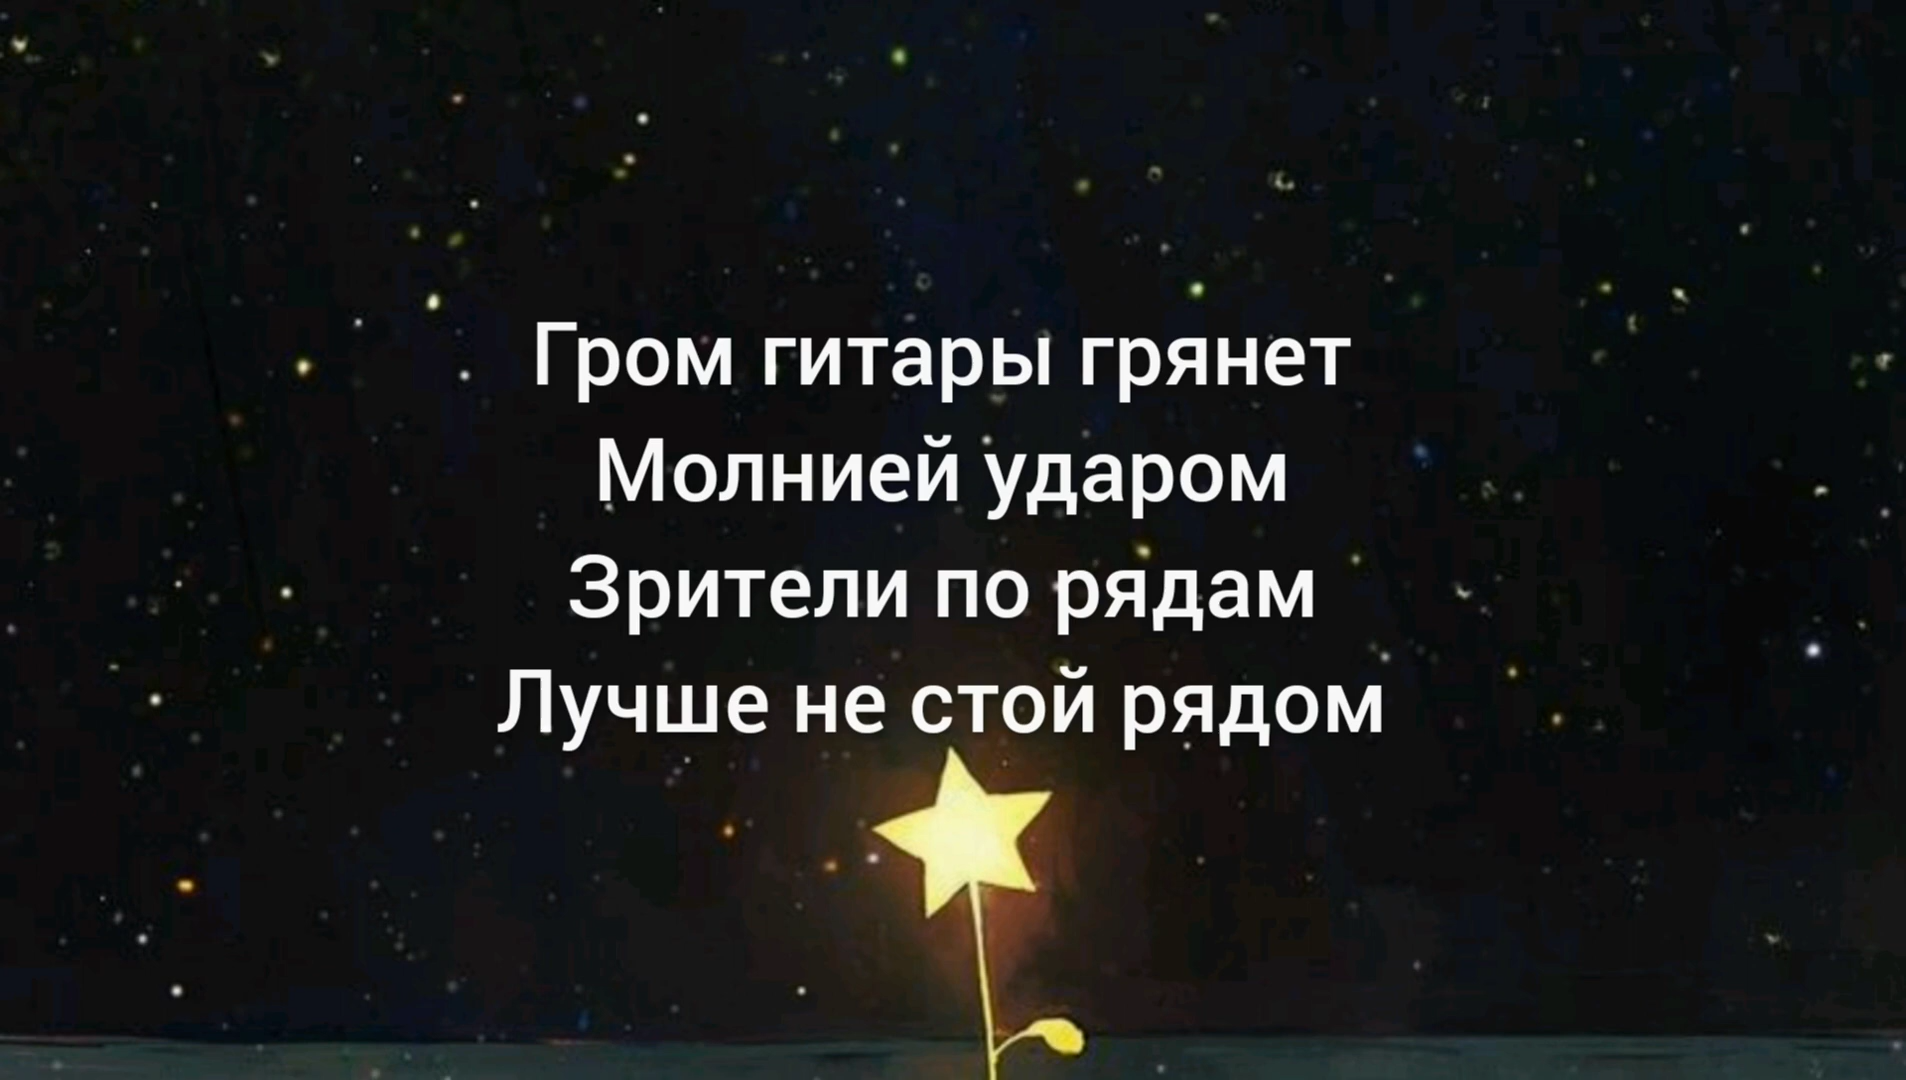 Гром гитары грянет
Молнией ударом
Зрители по рядам
Лучше не стой рядом